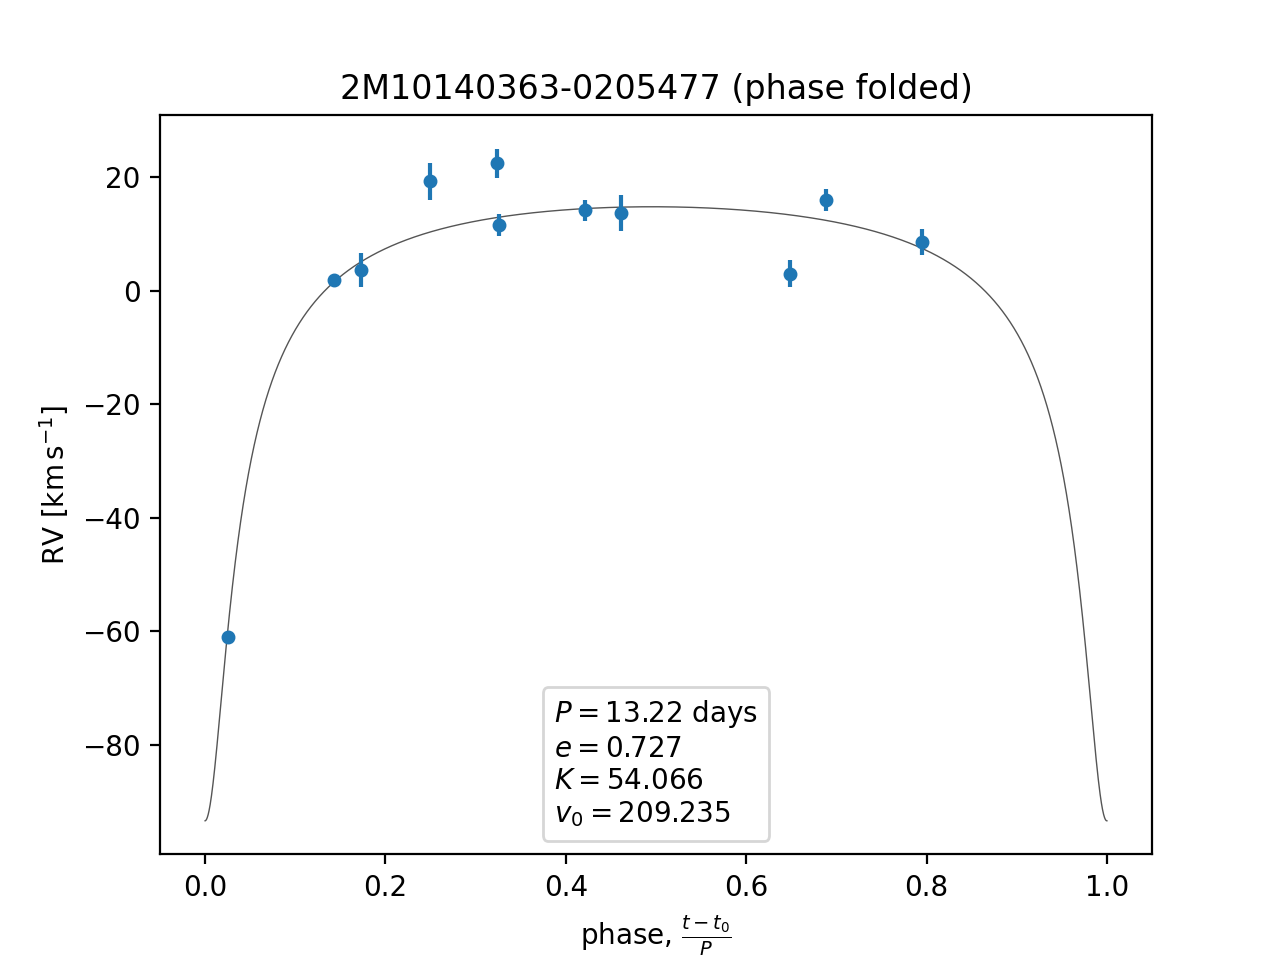 2M10140363-0205477 (phase folded)
RV [km s⁻¹]
20
0
−20
−40
−60
−80
P = 13.22 days
e = 0.727
K = 54.066
v₀ = 209.235
0.0 0.2 0.4 0.6 0.8 1.0
phase, (t − t₀)/P